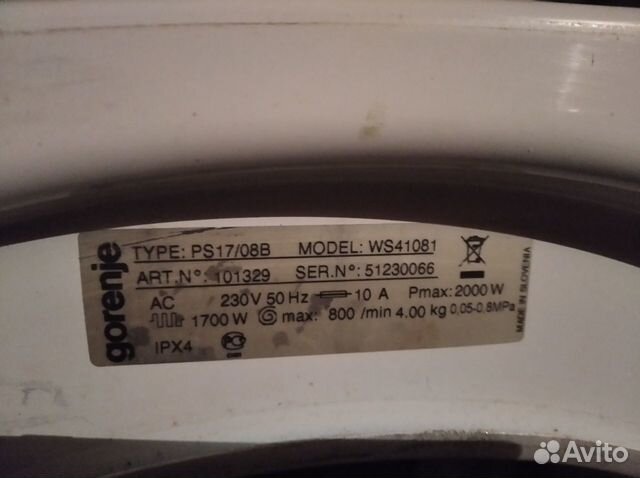 gorenje
TYPE: PS17/08B MODEL: WS41081
ART.N°: 101329 SER.N°: 51230066
AC 230V 50 Hz 10 A Pmax: 2000 W
1700 W max: 800 /min 4.00 kg 0,05-0,8MPa
IPX4
MADE IN SLOVENIA
Avito